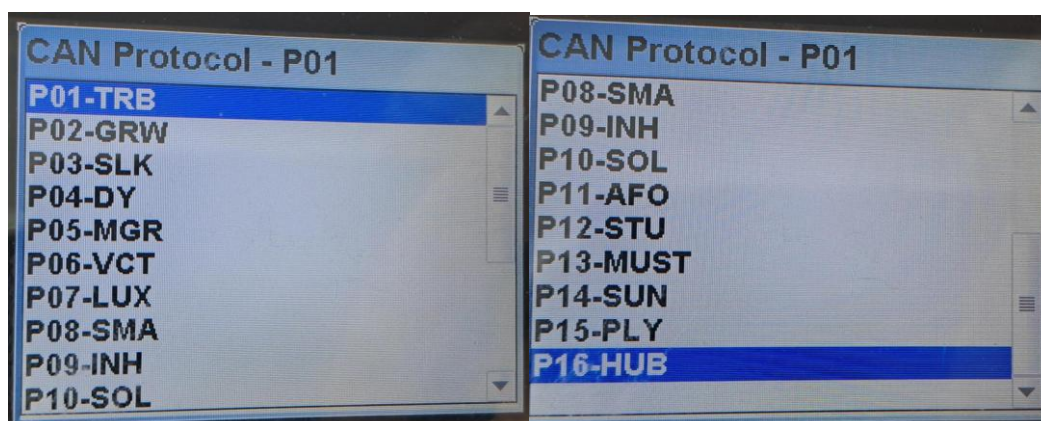 CAN Protocol - P01
P01-TRB
P02-GRW
P03-SLK
P04-DY
P05-MGR
P06-VCT
P07-LUX
P08-SMA
P09-INH
P10-SOL
CAN Protocol - P01
P08-SMA
P09-INH
P10-SOL
P11-AFO
P12-STU
P13-MUST
P14-SUN
P15-PLY
P16-HUB